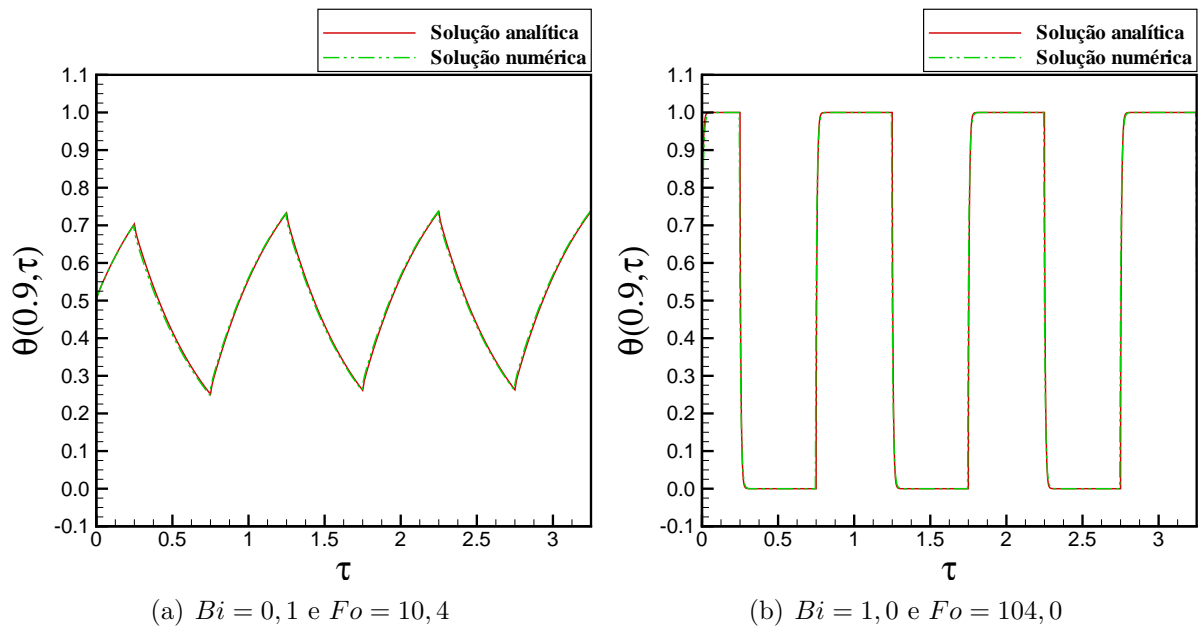 Solução analítica
Solução numérica
1.1
1.0
0.9
0.8
0.7
0.6
0.5
0.4
0.3
0.2
0.1
0.0
-0.1
θ(0.9,τ)
0 0.5 1 1.5 2 2.5 3
τ
(a) Bi = 0,1 e Fo = 10,4
Solução analítica
Solução numérica
1.1
1.0
0.9
0.8
0.7
0.6
0.5
0.4
0.3
0.2
0.1
0.0
-0.1
θ(0.9,τ)
0 0.5 1 1.5 2 2.5 3
τ
(b) Bi = 1,0 e Fo = 104,0